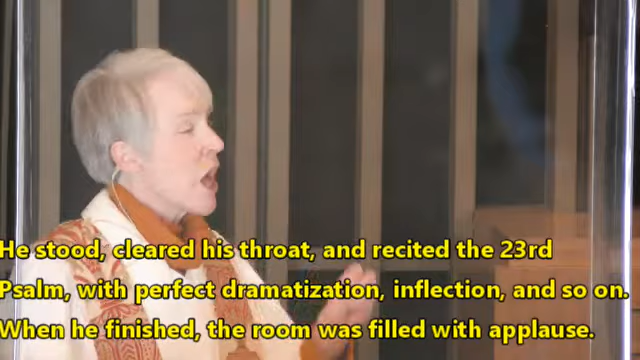 He stood, cleared his throat, and recited the 23rd
Psalm, with perfect dramatization, inflection, and so on.
When he finished, the room was filled with applause.